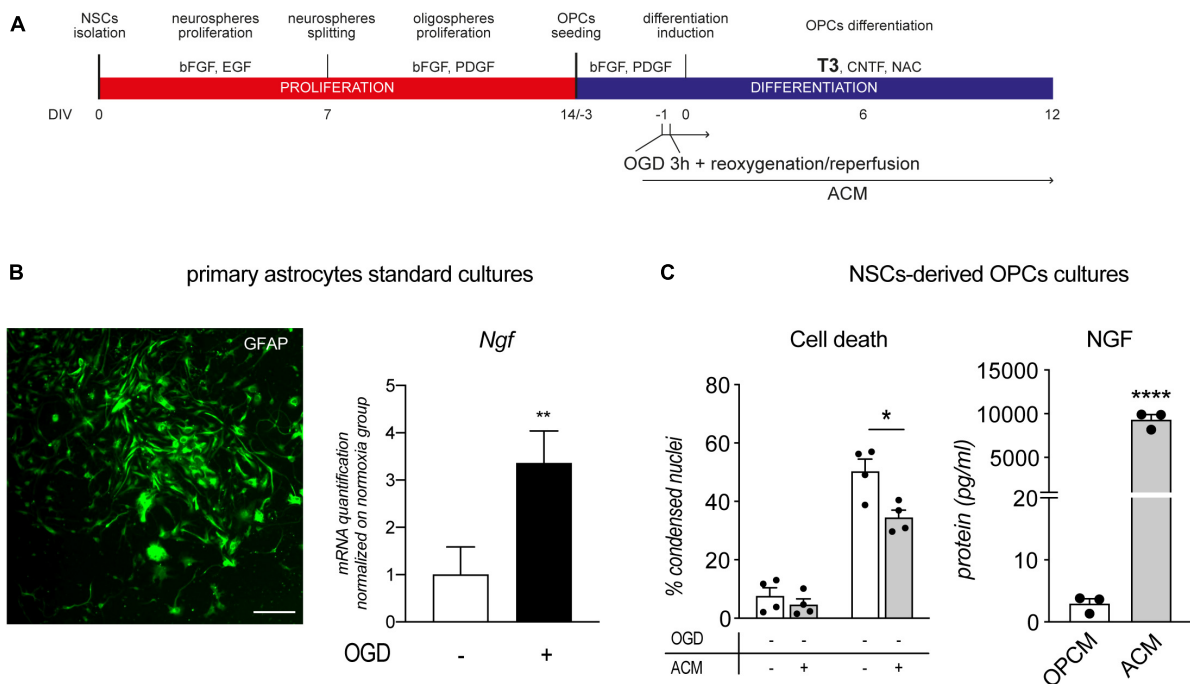 A
NSCs isolation
neurospheres proliferation
neurospheres splitting
oligospheres proliferation
OPCs seeding
differentiation induction
OPCs differentiation
bFGF, EGF
bFGF, PDGF
bFGF, PDGF
T3, CNTF, NAC
PROLIFERATION
DIFFERENTIATION
DIV
0
7
14/-3
-1
0
6
12
OGD 3h + reoxygenation/reperfusion
ACM
B
primary astrocytes standard cultures
GFAP
Ngf
mRNA quantification
normalized on normoxia group
5
4
3
2
1
0
**
OGD
-
+
C
NSCs-derived OPCs cultures
Cell death
% condensed nuclei
80
60
40
20
0
*
OGD - - - -
ACM - + - +
NGF
protein (pg/ml)
15000
10000
5000
20
10
0
****
OPCM
ACM